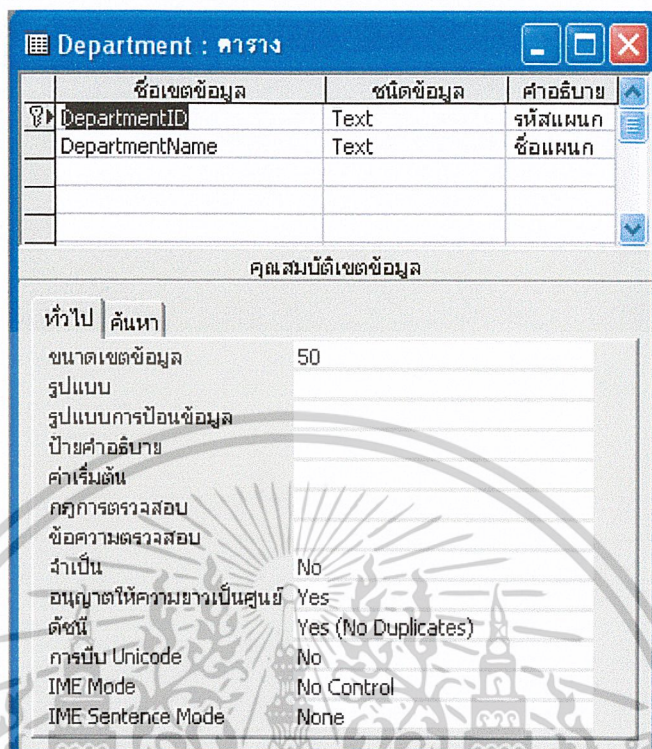 Department : ตาราง
ชื่อเขตข้อมูล ชนิดข้อมูล คำอธิบาย
DepartmentID Text รหัสแผนก
DepartmentName Text ชื่อแผนก
คุณสมบัติเขตข้อมูล
ทั่วไป ค้นหา
ขนาดเขตข้อมูล 50
รูปแบบ
รูปแบบการป้อนข้อมูล
ป้ายคำอธิบาย
ค่าเริ่มต้น
กฎการตรวจสอบ
ข้อความตรวจสอบ
จำเป็น No
อนุญาตให้ความยาวเป็นศูนย์ Yes
ดัชนี Yes (No Duplicates)
การบีบ Unicode No
IME Mode No Control
IME Sentence Mode None